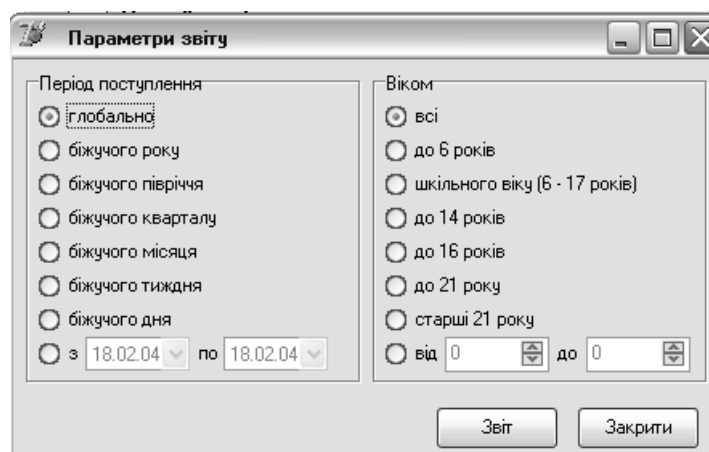 Параметри звіту
Період поступлення
глобально
біжучого року
біжучого півріччя
біжучого кварталу
біжучого місяця
біжучого тиждня
біжучого дня
з 18.02.04 по 18.02.04
Віком
всі
до 6 років
шкільного віку (6 - 17 років)
до 14 років
до 16 років
до 21 року
старші 21 року
від 0 до 0
Звіт
Закрити